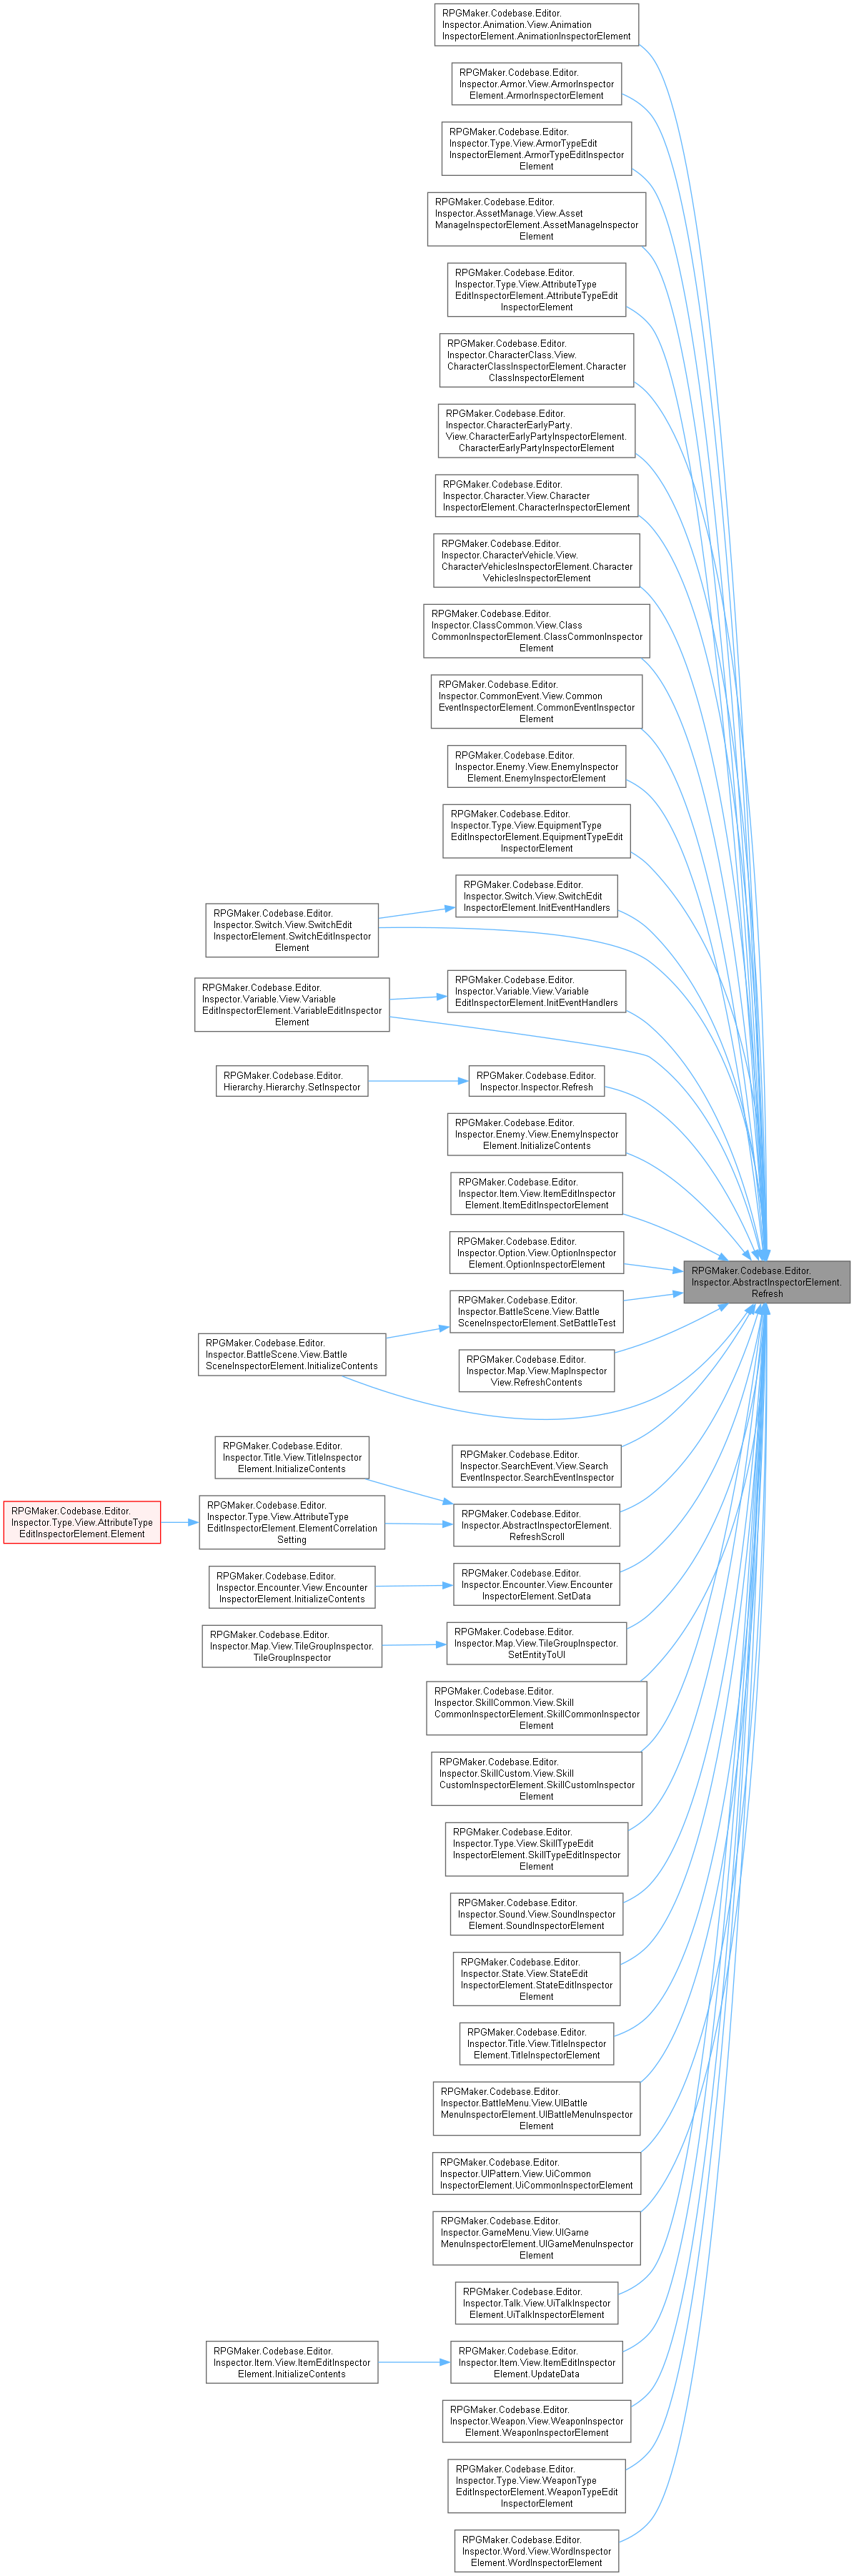 RPGMaker.Codebase.Editor.
Inspector.Animation.View.Animation
InspectorElement.AnimationInspectorElement
RPGMaker.Codebase.Editor.
Inspector.Armor.View.ArmorInspector
Element.ArmorInspectorElement
RPGMaker.Codebase.Editor.
Inspector.Type.View.ArmorTypeEdit
InspectorElement.ArmorTypeEditInspector
Element
RPGMaker.Codebase.Editor.
Inspector.AssetManage.View.Asset
ManageInspectorElement.AssetManageInspector
Element
RPGMaker.Codebase.Editor.
Inspector.Type.View.AttributeType
EditInspectorElement.AttributeTypeEdit
InspectorElement
RPGMaker.Codebase.Editor.
Inspector.CharacterClass.View.
CharacterClassInspectorElement.Character
ClassInspectorElement
RPGMaker.Codebase.Editor.
Inspector.CharacterEarlyParty.
View.CharacterEarlyPartyInspectorElement.
CharacterEarlyPartyInspectorElement
RPGMaker.Codebase.Editor.
Inspector.Character.View.Character
InspectorElement.CharacterInspectorElement
RPGMaker.Codebase.Editor.
Inspector.CharacterVehicle.View.
CharacterVehiclesInspectorElement.Character
VehiclesInspectorElement
RPGMaker.Codebase.Editor.
Inspector.ClassCommon.View.Class
CommonInspectorElement.ClassCommonInspector
Element
RPGMaker.Codebase.Editor.
Inspector.CommonEvent.View.Common
EventInspectorElement.CommonEventInspector
Element
RPGMaker.Codebase.Editor.
Inspector.Enemy.View.EnemyInspector
Element.EnemyInspectorElement
RPGMaker.Codebase.Editor.
Inspector.Type.View.EquipmentType
EditInspectorElement.EquipmentTypeEdit
InspectorElement
RPGMaker.Codebase.Editor.
Inspector.Switch.View.SwitchEdit
InspectorElement.InitEventHandlers
RPGMaker.Codebase.Editor.
Inspector.Switch.View.SwitchEdit
InspectorElement.SwitchEditInspector
Element
RPGMaker.Codebase.Editor.
Inspector.Variable.View.Variable
EditInspectorElement.InitEventHandlers
RPGMaker.Codebase.Editor.
Inspector.Variable.View.Variable
EditInspectorElement.VariableEditInspector
Element
RPGMaker.Codebase.Editor.
Inspector.Inspector.Refresh
RPGMaker.Codebase.Editor.
Hierarchy.Hierarchy.SetInspector
RPGMaker.Codebase.Editor.
Inspector.Enemy.View.EnemyInspector
Element.InitializeContents
RPGMaker.Codebase.Editor.
Inspector.Item.View.ItemEditInspector
Element.ItemEditInspectorElement
RPGMaker.Codebase.Editor.
Inspector.Option.View.OptionInspector
Element.OptionInspectorElement
RPGMaker.Codebase.Editor.
Inspector.AbstractInspectorElement.
Refresh
RPGMaker.Codebase.Editor.
Inspector.BattleScene.View.Battle
SceneInspectorElement.SetBattleTest
RPGMaker.Codebase.Editor.
Inspector.BattleScene.View.Battle
SceneInspectorElement.InitializeContents
RPGMaker.Codebase.Editor.
Inspector.Map.View.MapInspector
View.RefreshContents
RPGMaker.Codebase.Editor.
Inspector.SearchEvent.View.Search
EventInspector.SearchEventInspector
RPGMaker.Codebase.Editor.
Inspector.Title.View.TitleInspector
Element.InitializeContents
RPGMaker.Codebase.Editor.
Inspector.AbstractInspectorElement.
RefreshScroll
RPGMaker.Codebase.Editor.
Inspector.Type.View.AttributeType
EditInspectorElement.ElementCorrelation
Setting
RPGMaker.Codebase.Editor.
Inspector.Type.View.AttributeType
EditInspectorElement.Element
RPGMaker.Codebase.Editor.
Inspector.Encounter.View.Encounter
InspectorElement.SetData
RPGMaker.Codebase.Editor.
Inspector.Encounter.View.Encounter
InspectorElement.InitializeContents
RPGMaker.Codebase.Editor.
Inspector.Map.View.TileGroupInspector.
SetEntityToUI
RPGMaker.Codebase.Editor.
Inspector.Map.View.TileGroupInspector.
TileGroupInspector
RPGMaker.Codebase.Editor.
Inspector.SkillCommon.View.Skill
CommonInspectorElement.SkillCommonInspector
Element
RPGMaker.Codebase.Editor.
Inspector.SkillCustom.View.Skill
CustomInspectorElement.SkillCustomInspector
Element
RPGMaker.Codebase.Editor.
Inspector.Type.View.SkillTypeEdit
InspectorElement.SkillTypeEditInspector
Element
RPGMaker.Codebase.Editor.
Inspector.Sound.View.SoundInspector
Element.SoundInspectorElement
RPGMaker.Codebase.Editor.
Inspector.State.View.StateEdit
InspectorElement.StateEditInspector
Element
RPGMaker.Codebase.Editor.
Inspector.Title.View.TitleInspector
Element.TitleInspectorElement
RPGMaker.Codebase.Editor.
Inspector.BattleMenu.View.UIBattle
MenuInspectorElement.UIBattleMenuInspector
Element
RPGMaker.Codebase.Editor.
Inspector.UIPattern.View.UiCommon
InspectorElement.UiCommonInspectorElement
RPGMaker.Codebase.Editor.
Inspector.GameMenu.View.UIGame
MenuInspectorElement.UIGameMenuInspector
Element
RPGMaker.Codebase.Editor.
Inspector.Talk.View.UiTalkInspector
Element.UiTalkInspectorElement
RPGMaker.Codebase.Editor.
Inspector.Item.View.ItemEditInspector
Element.UpdateData
RPGMaker.Codebase.Editor.
Inspector.Item.View.ItemEditInspector
Element.InitializeContents
RPGMaker.Codebase.Editor.
Inspector.Weapon.View.WeaponInspector
Element.WeaponInspectorElement
RPGMaker.Codebase.Editor.
Inspector.Type.View.WeaponType
EditInspectorElement.WeaponTypeEdit
InspectorElement
RPGMaker.Codebase.Editor.
Inspector.Word.View.WordInspector
Element.WordInspectorElement